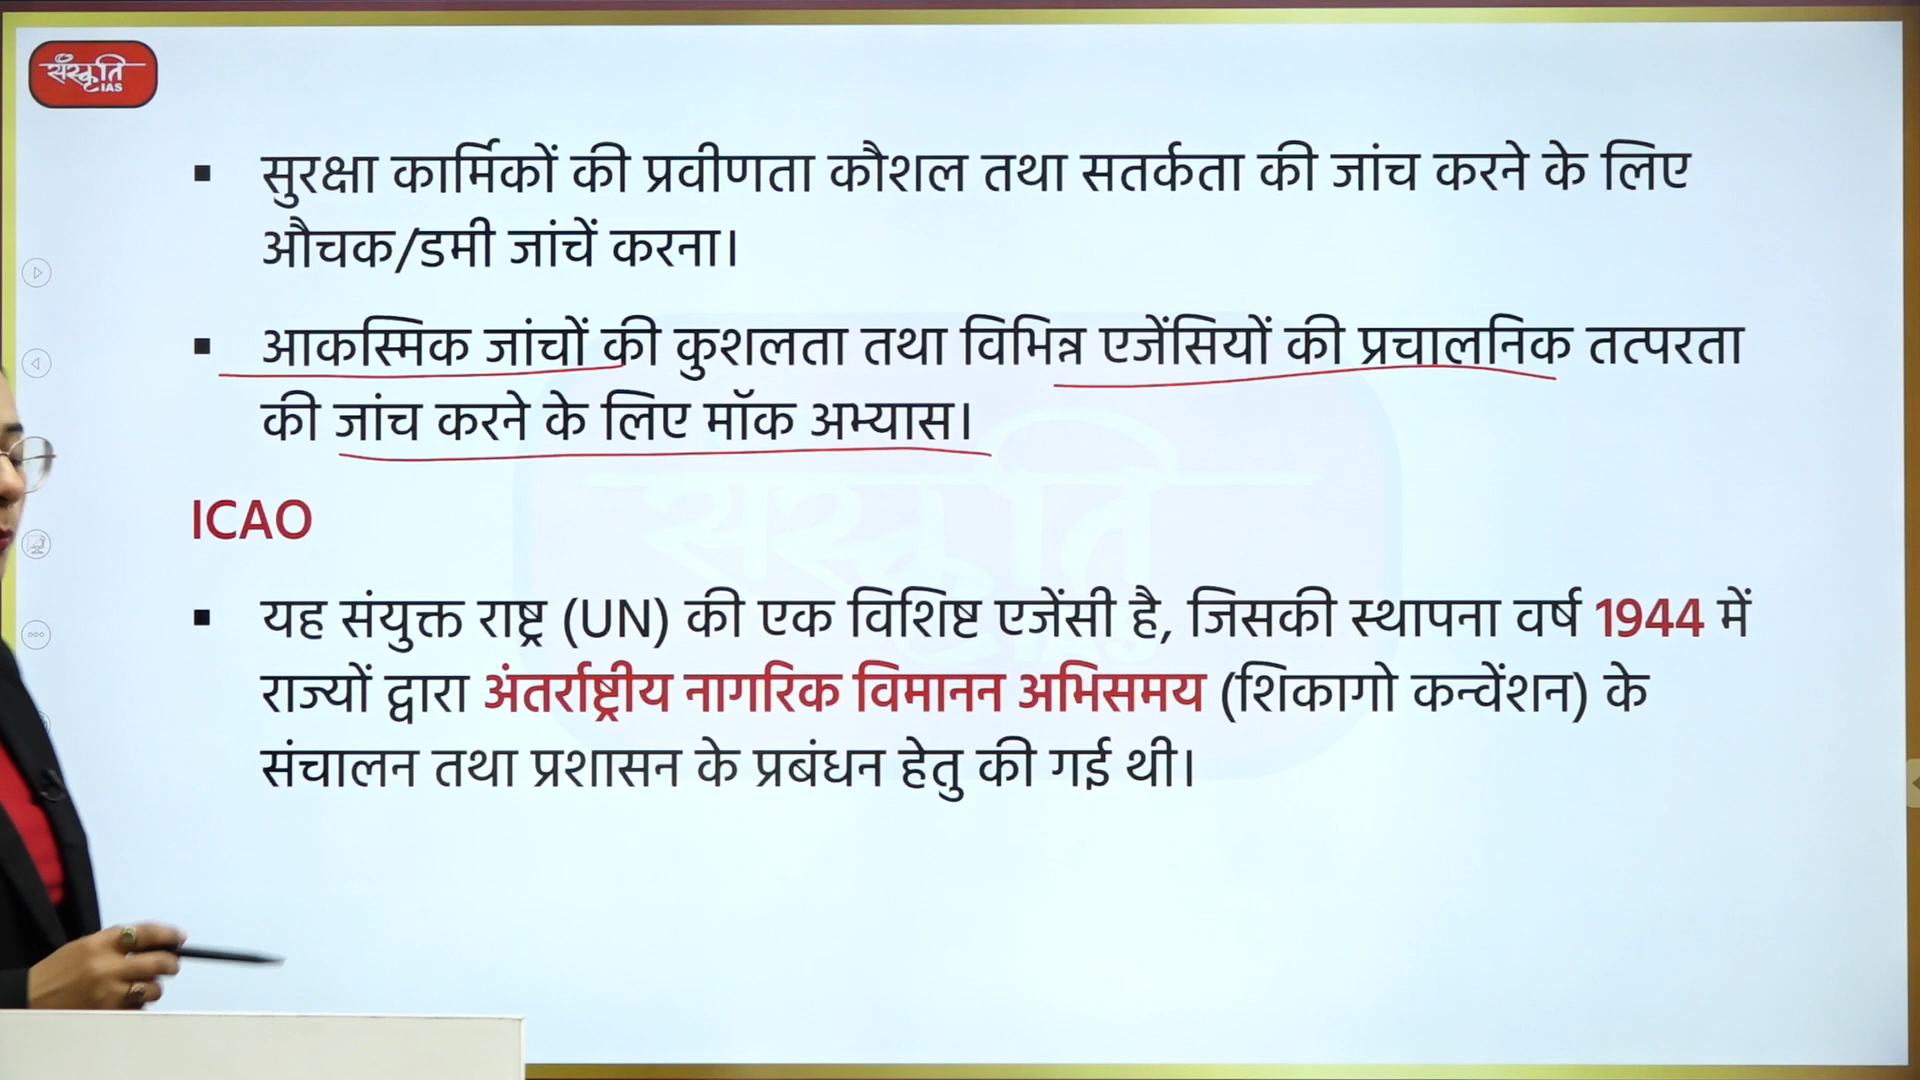 संस्कृति
IAS
▪ सुरक्षा कार्मिकों की प्रवीणता कौशल तथा सतर्कता की जांच करने के लिए
औचक/डमी जांचें करना।
▪ आकस्मिक जांचों की कुशलता तथा विभिन्न एजेंसियों की प्रचालनिक तत्परता
की जांच करने के लिए मॉक अभ्यास।
ICAO
▪ यह संयुक्त राष्ट्र (UN) की एक विशिष्ट एजेंसी है, जिसकी स्थापना वर्ष 1944 में
राज्यों द्वारा अंतर्राष्ट्रीय नागरिक विमानन अभिसमय (शिकागो कन्वेंशन) के
संचालन तथा प्रशासन के प्रबंधन हेतु की गई थी।